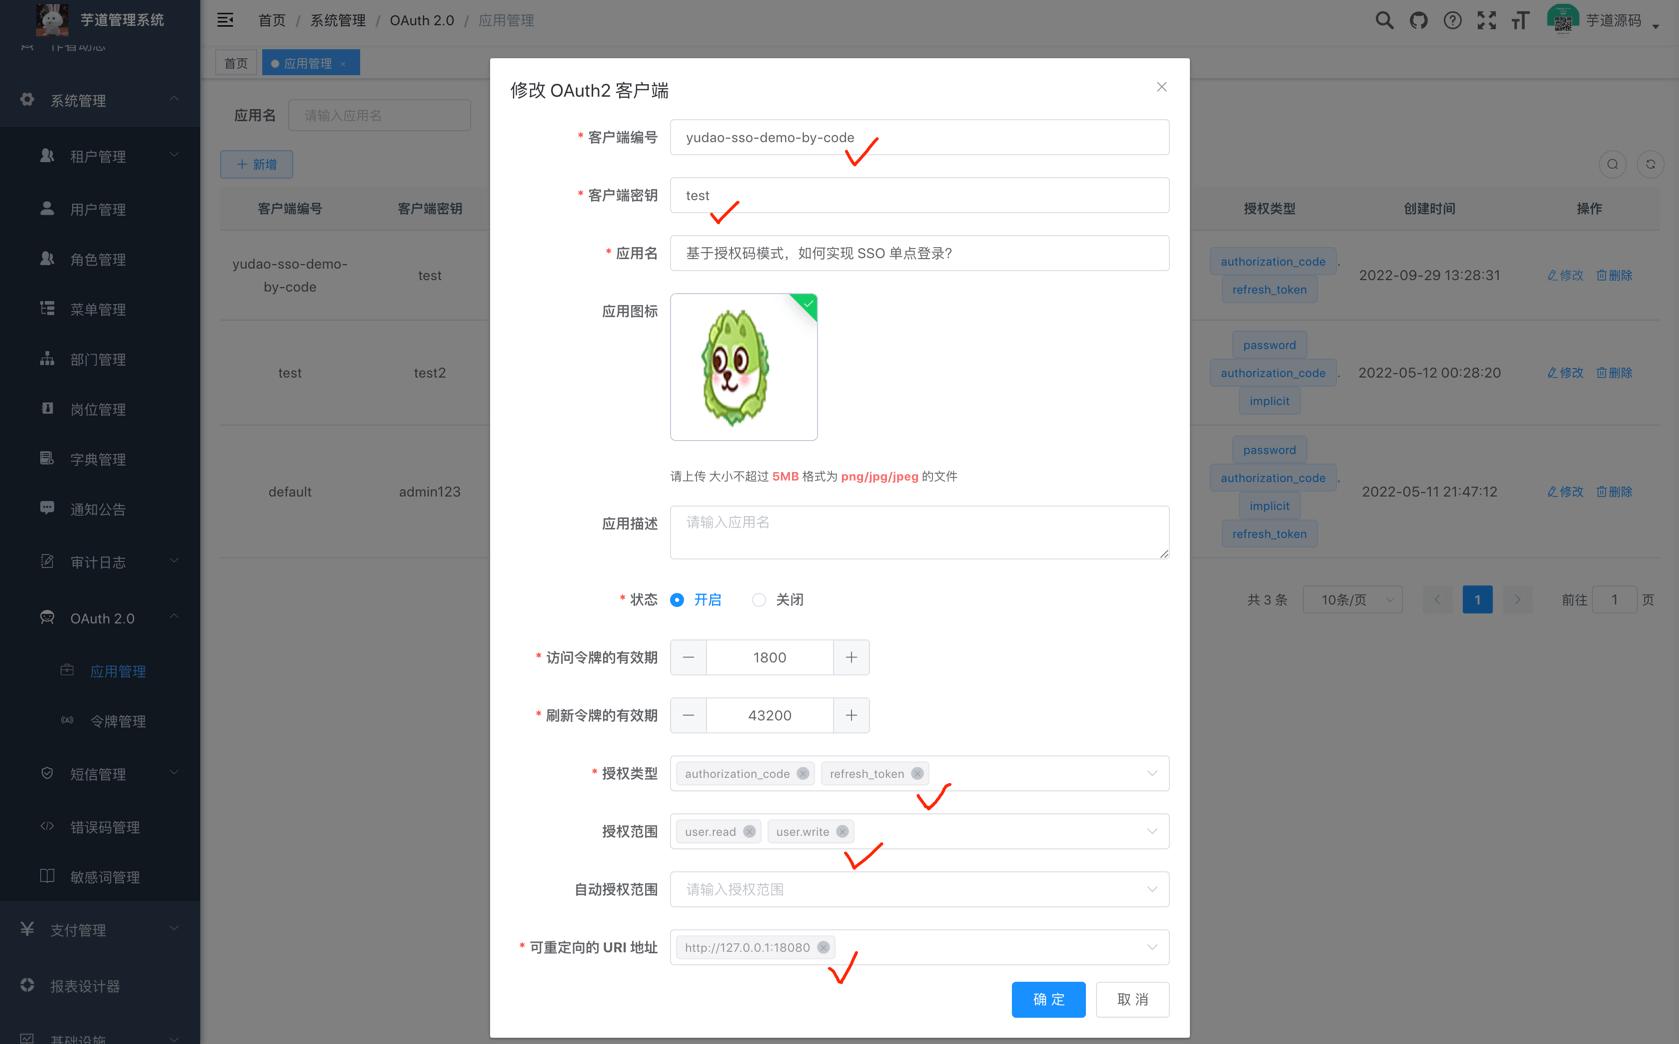 芋道管理系统
首页 / 系统管理 / OAuth 2.0 / 应用管理
芋道源码
作者动态
首页
应用管理 ×
系统管理
租户管理
用户管理
角色管理
菜单管理
部门管理
岗位管理
字典管理
通知公告
审计日志
OAuth 2.0
应用管理
令牌管理
短信管理
错误码管理
敏感词管理
支付管理
报表设计器
基础设施
应用名 请输入应用名
+ 新增
客户端编号 客户端密钥
yudao-sso-demo-
by-code
test
test test2
default admin123
修改 OAuth2 客户端
* 客户端编号 yudao-sso-demo-by-code
* 客户端密钥 test
* 应用名 基于授权码模式，如何实现 SSO 单点登录?
应用图标
请上传 大小不超过 5MB 格式为 png/jpg/jpeg 的文件
应用描述 请输入应用名
* 状态 开启 关闭
* 访问令牌的有效期 — 1800 +
* 刷新令牌的有效期 — 43200 +
* 授权类型 authorization_code refresh_token
授权范围 user.read user.write
自动授权范围 请输入授权范围
* 可重定向的 URI 地址 http://127.0.0.1:18080
确 定 取 消
授权类型 创建时间 操作
authorization_code.
refresh_token
2022-09-29 13:28:31 修改 删除
password
authorization_code.
implicit
2022-05-12 00:28:20 修改 删除
password
authorization_code.
implicit
refresh_token
2022-05-11 21:47:12 修改 删除
共 3 条 10条/页 < 1 > 前往 1 页